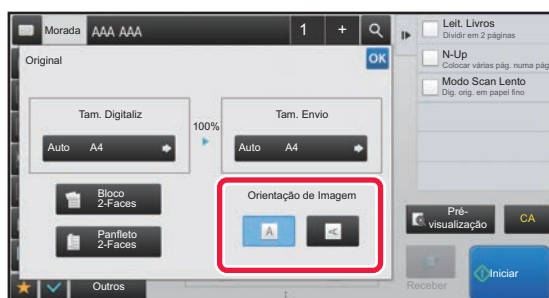 Morada AAA AAA 1 +
Original OK
Tam. Digitaliz
Auto A4
100%
Tam. Envio
Auto A4
Bloco
2-Faces
Panfleto
2-Faces
Orientação de Imagem
A
A
Outros
Leit. Livros
Dividir em 2 páginas
N-Up
Colocar várias pág. numa pág
Modo Scan Lento
Dig. orig. em papel fino
Pré-
visualização
CA
Receber
Iniciar